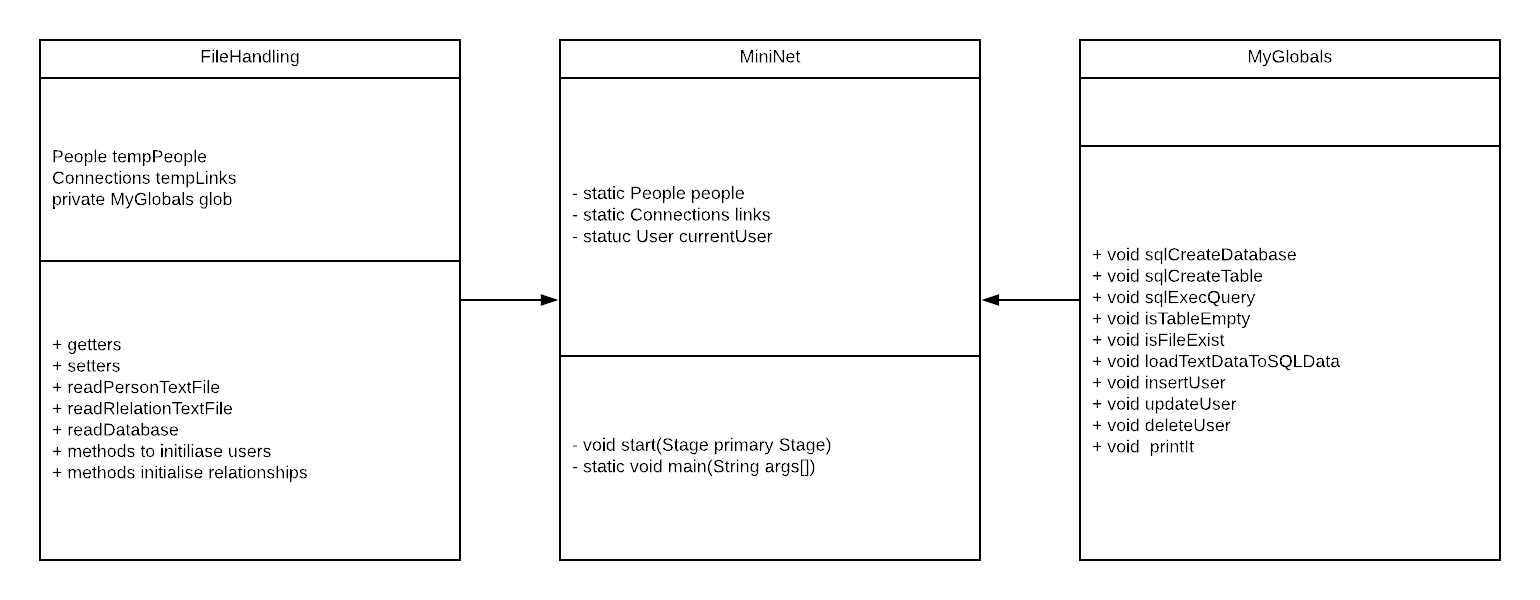 FileHandling
People tempPeople
Connections tempLinks
private MyGlobals glob
+ getters
+ setters
+ readPersonTextFile
+ readRlelationTextFile
+ readDatabase
+ methods to initiliase users
+ methods initialise relationships
MiniNet
- static People people
- static Connections links
- statuc User currentUser
- void start(Stage primary Stage)
- static void main(String args[])
MyGlobals
+ void sqlCreateDatabase
+ void sqlCreateTable
+ void sqlExecQuery
+ void isTableEmpty
+ void isFileExist
+ void loadTextDataToSQLData
+ void insertUser
+ void updateUser
+ void deleteUser
+ void  printIt